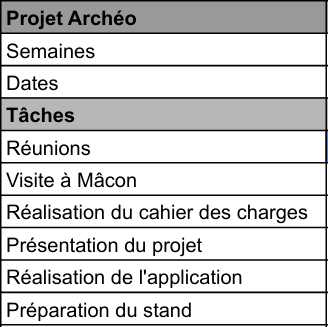 Projet Archéo
Semaines
Dates
Tâches
Réunions
Visite à Mâcon
Réalisation du cahier des charges
Présentation du projet
Réalisation de l'application
Préparation du stand